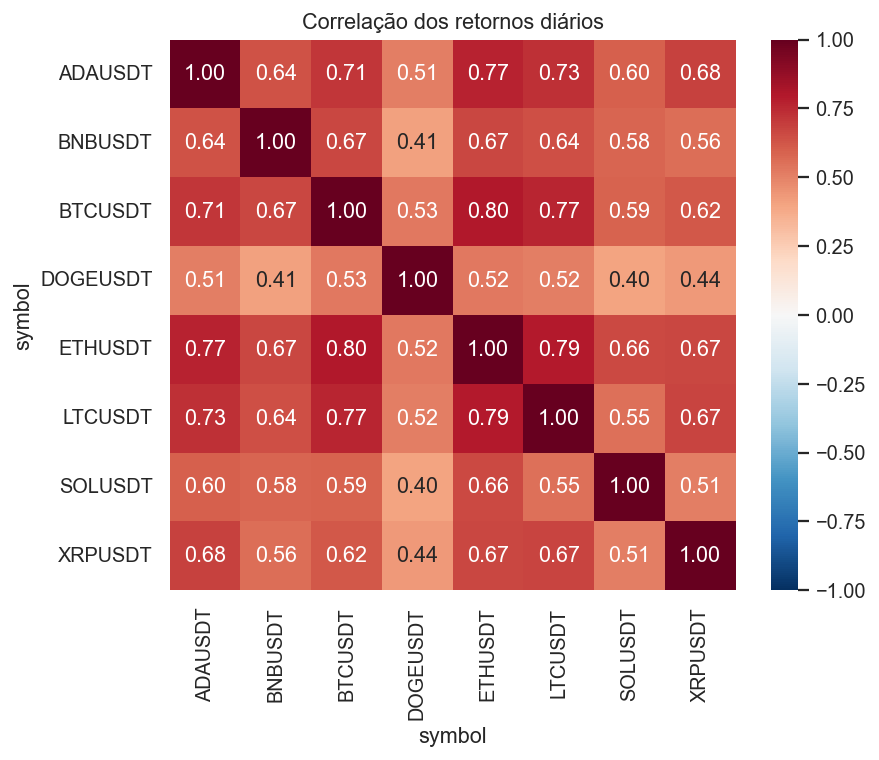 Correlação dos retornos diários
symbol
ADAUSDT 1.00 0.64 0.71 0.51 0.77 0.73 0.60 0.68
BNBUSDT 0.64 1.00 0.67 0.41 0.67 0.64 0.58 0.56
BTCUSDT 0.71 0.67 1.00 0.53 0.80 0.77 0.59 0.62
DOGEUSDT 0.51 0.41 0.53 1.00 0.52 0.52 0.40 0.44
ETHUSDT 0.77 0.67 0.80 0.52 1.00 0.79 0.66 0.67
LTCUSDT 0.73 0.64 0.77 0.52 0.79 1.00 0.55 0.67
SOLUSDT 0.60 0.58 0.59 0.40 0.66 0.55 1.00 0.51
XRPUSDT 0.68 0.56 0.62 0.44 0.67 0.67 0.51 1.00
ADAUSDT BNBUSDT BTCUSDT DOGEUSDT ETHUSDT LTCUSDT SOLUSDT XRPUSDT
symbol
1.00
0.75
0.50
0.25
0.00
−0.25
−0.50
−0.75
−1.00